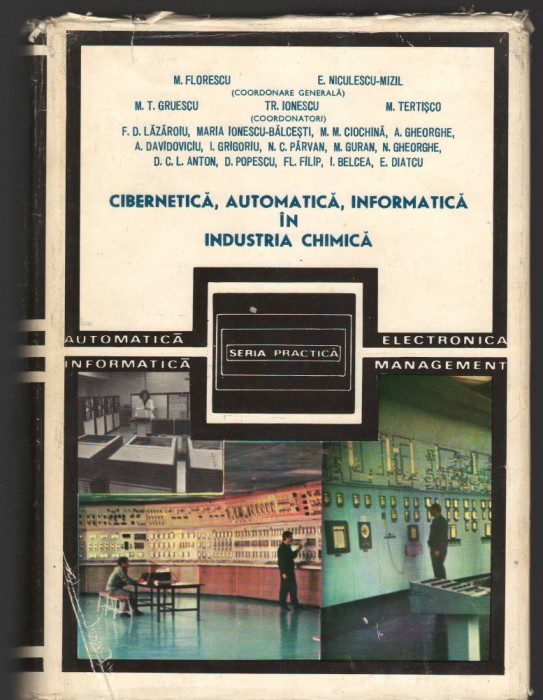 M. FLORESCU E. NICULESCU-MIZIL
(COORDONARE GENERALĂ)
M. T. GRUESCU TR. IONESCU M. TERTIȘCO
(COORDONATORI)
F. D. LĂZĂROIU, MARIA IONESCU-BĂLCEȘTI, M. M. CIOCHINĂ, A. GHEORGHE,
A. DAVIDOVICIU, I. GRIGORIU, N. C. PÂRVAN, M. GURAN, N. GHEORGHE,
D. C. L. ANTON, D. POPESCU, FL. FILIP, I. BELCEA, E. DIATCU
CIBERNETICĂ, AUTOMATICĂ, INFORMATICĂ
ÎN
INDUSTRIA CHIMICĂ
AUTOMATICĂ ELECTRONICA
SERIA PRACTICĂ
INFORMATICĂ MANAGEMENT